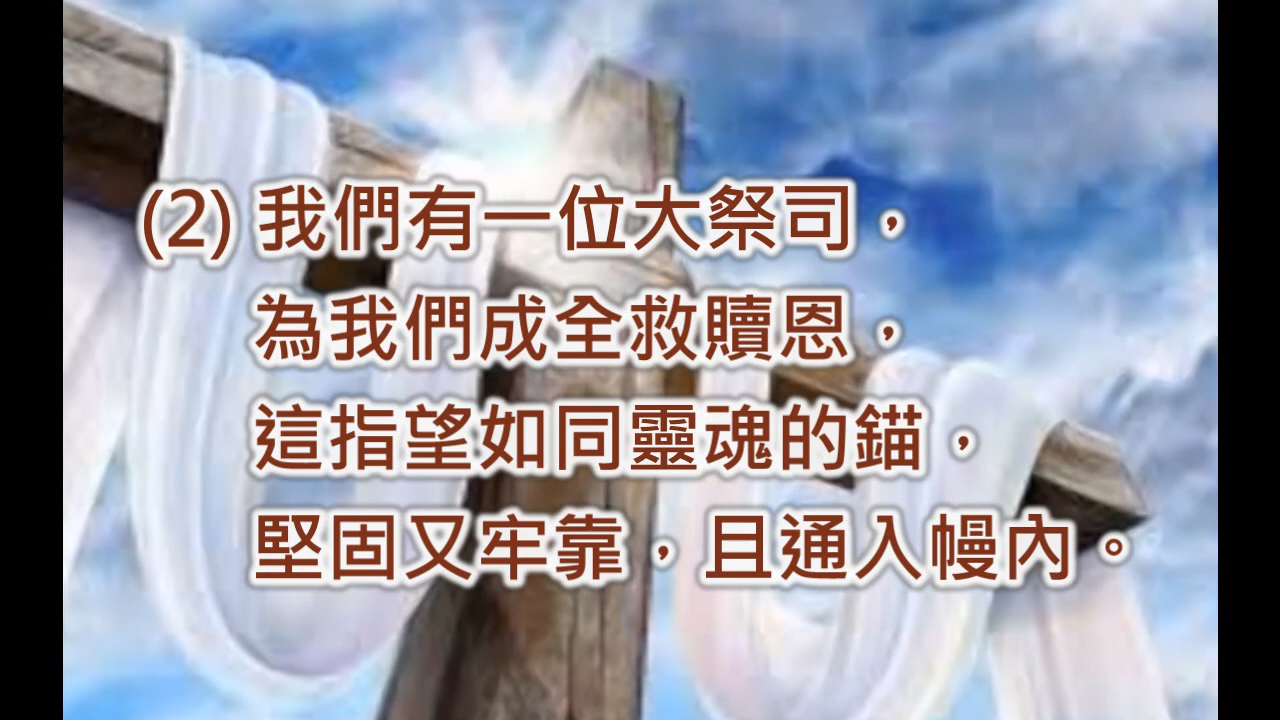 (2) 我們有一位大祭司，
為我們成全救贖恩，
這指望如同靈魂的錨，
堅固又牢靠，且通入幔內。